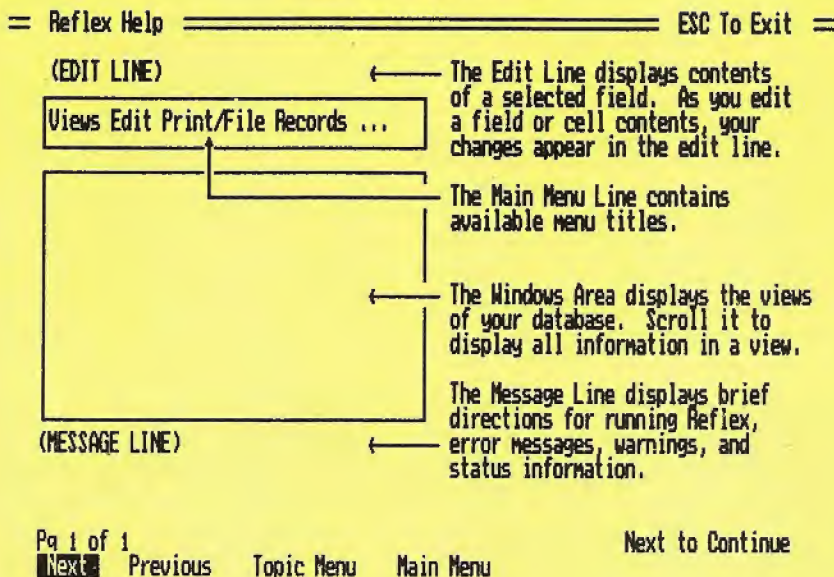 Reflex Help
ESC To Exit
(EDIT LINE)
The Edit Line displays contents
of a selected field. As you edit
a field or cell contents, your
changes appear in the edit line.
Views Edit Print/File Records ...
The Main Menu Line contains
available menu titles.
The Windows Area displays the views
of your database. Scroll it to
display all information in a view.
The Message Line displays brief
directions for running Reflex,
error messages, warnings, and
status information.
(MESSAGE LINE)
Pg 1 of 1
Next to Continue
Next Previous Topic Menu Main Menu